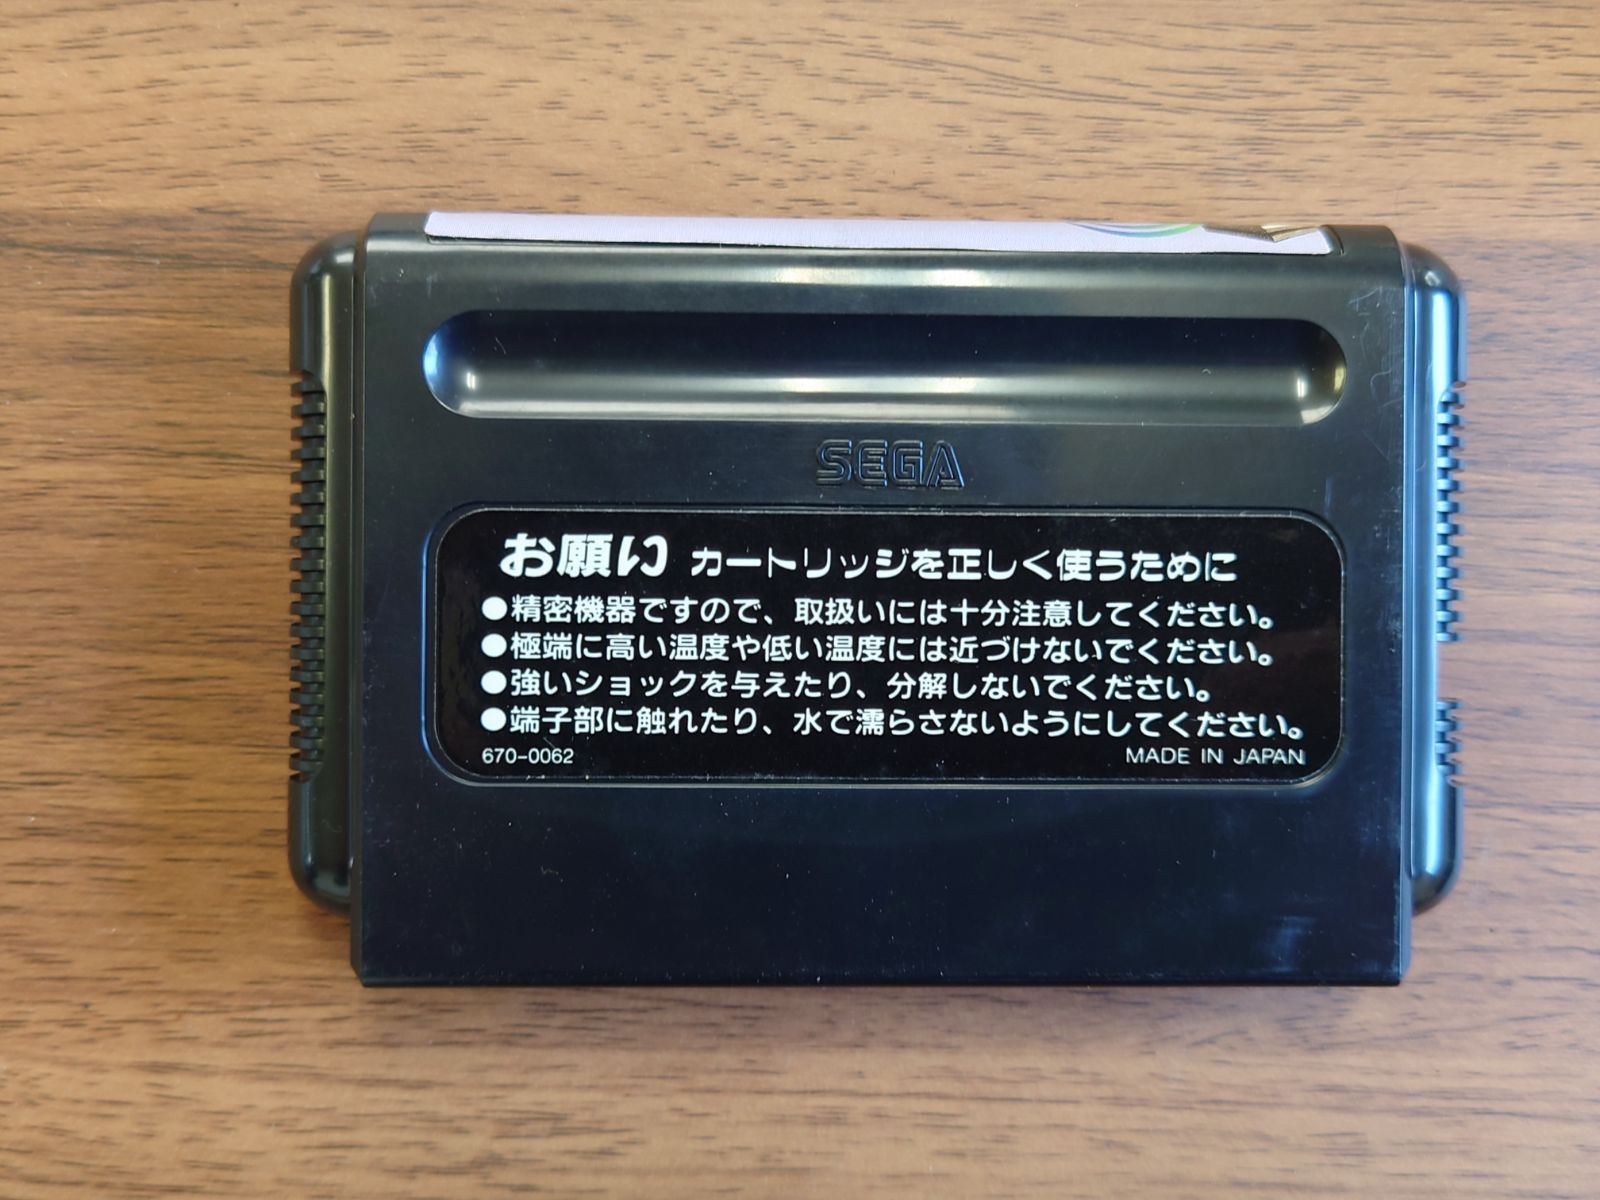 SEGA
お願い カートリッジを正しく使うために
●精密機器ですので、取扱いには十分注意してください。
●極端に高い温度や低い温度には近づけないでください。
●強いショックを与えたり、分解しないでください。
●端子部に触れたり、水で濡らさないようにしてください。
670-0062 MADE IN JAPAN